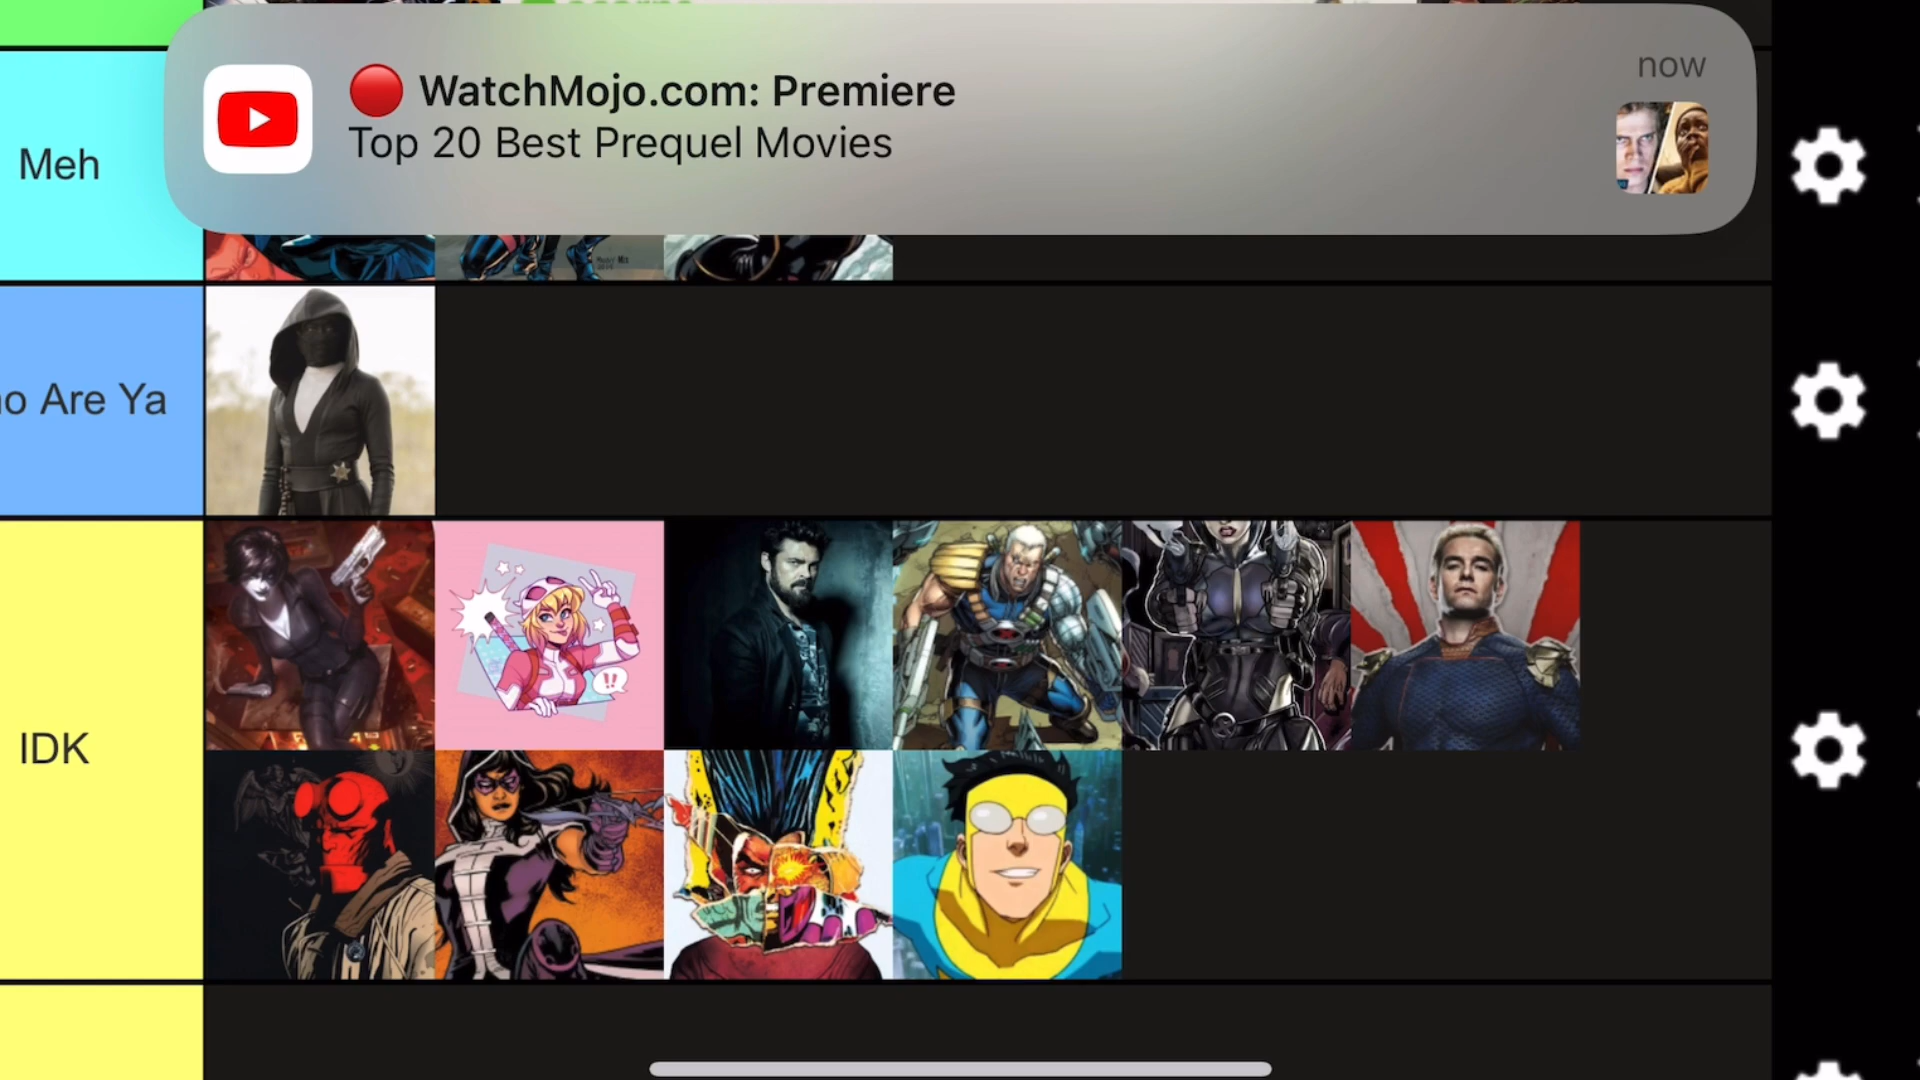 WatchMojo.com: Premiere
now
Top 20 Best Prequel Movies
Meh
o Are Ya
IDK
!!